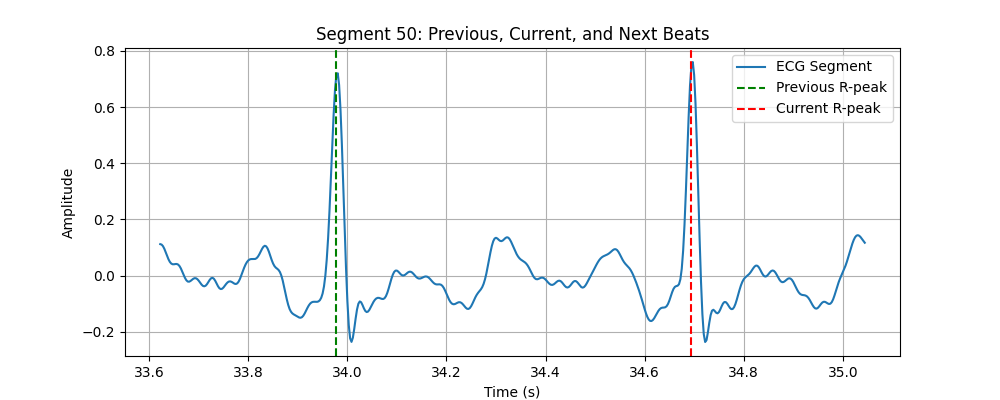 Segment 50: Previous, Current, and Next Beats
ECG Segment
Previous R-peak
Current R-peak
Amplitude
0.8
0.6
0.4
0.2
0.0
−0.2
33.6 33.8 34.0 34.2 34.4 34.6 34.8 35.0
Time (s)